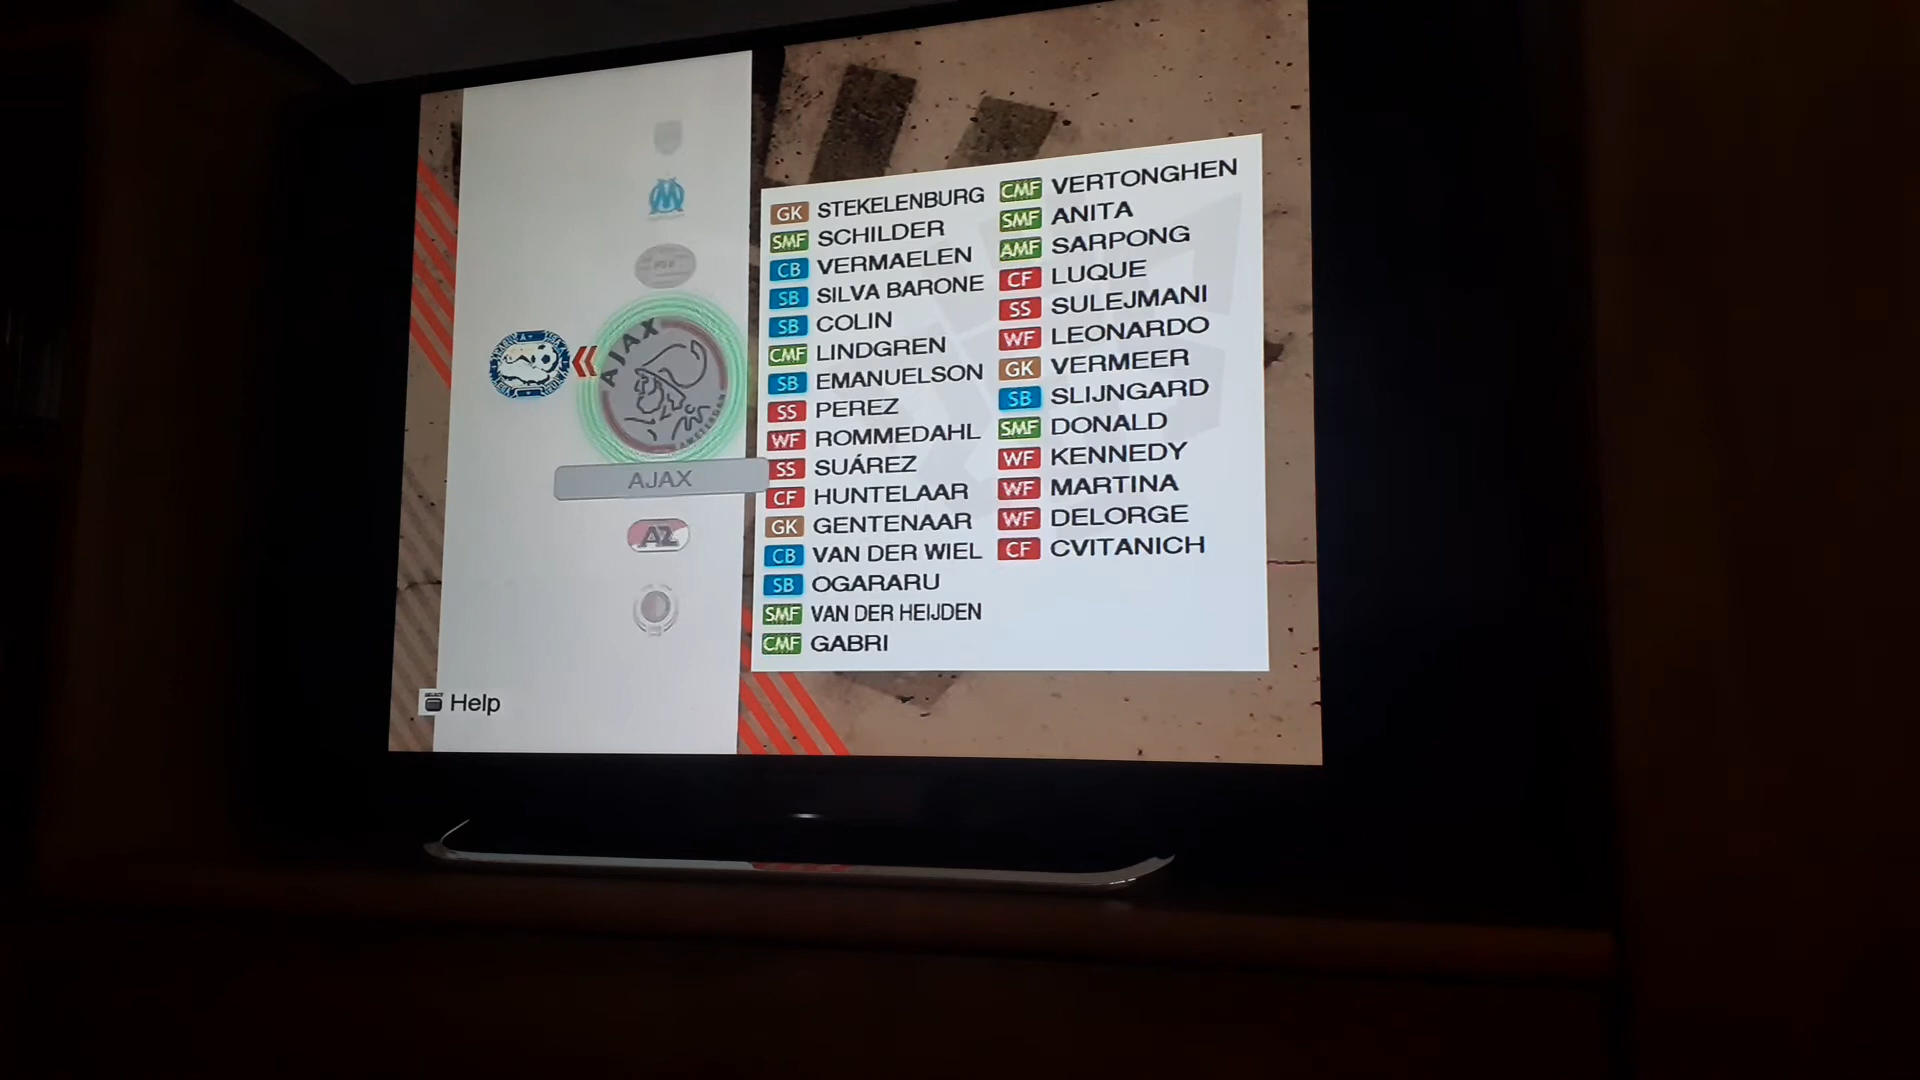 AJAX
AMSTERDAM
AJAX
AZ
SELECT
Help
GK STEKELENBURG
SMF SCHILDER
CB VERMAELEN
SB SILVA BARONE
SB COLIN
CMF LINDGREN
SB EMANUELSON
SS PEREZ
WF ROMMEDAHL
SS SUÁREZ
CF HUNTELAAR
GK GENTENAAR
CB VAN DER WIEL
SB OGARARU
SMF VAN DER HEIJDEN
CMF GABRI
CMF VERTONGHEN
SMF ANITA
AMF SARPONG
CF LUQUE
SS SULEJMANI
WF LEONARDO
GK VERMEER
SB SLIJNGARD
SMF DONALD
WF KENNEDY
WF MARTINA
WF DELORGE
CF CVITANICH